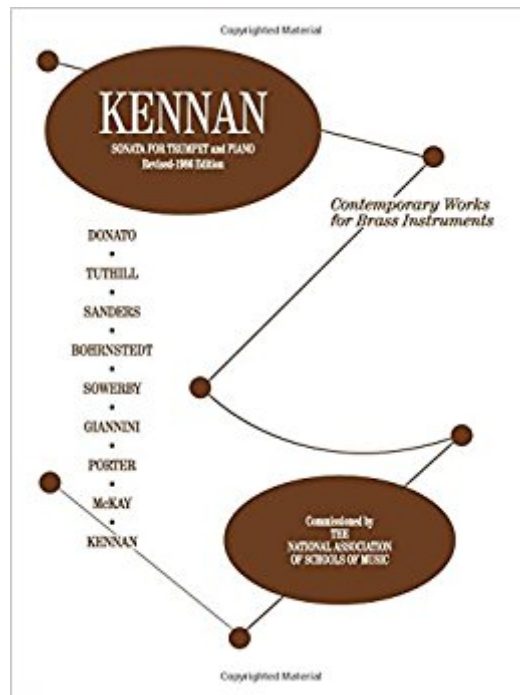 Copyrighted Material
KENNAN
SONATA FOR TRUMPET and PIANO
Revised-1986 Edition
Contemporary Works
for Brass Instruments
DONATO
•
TUTHILL
•
SANDERS
•
BOHRNSTEDT
•
SOWERBY
•
GIANNINI
•
PORTER
•
McKAY
•
KENNAN
Commissioned by
THE
NATIONAL ASSOCIATION
OF SCHOOLS OF MUSIC
Copyrighted Material